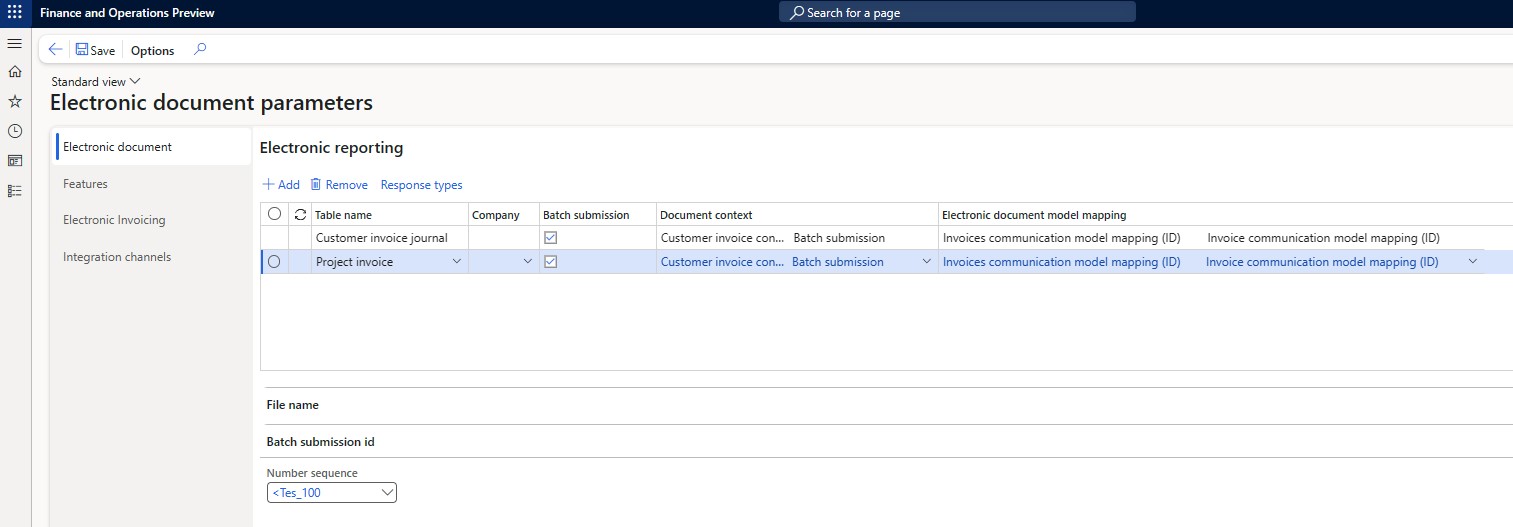 Finance and Operations Preview
Search for a page
Save Options
Standard view
Electronic document parameters
Electronic document
Features
Electronic Invoicing
Integration channels
Electronic reporting
Add Remove Response types
Table name Company Batch submission Document context Electronic document model mapping
Customer invoice journal Customer invoice con... Batch submission Invoices communication model mapping (ID) Invoice communication model mapping (ID)
Project invoice Customer invoice con... Batch submission Invoices communication model mapping (ID) Invoice communication model mapping (ID)
File name
Batch submission id
Number sequence
<Tes_100